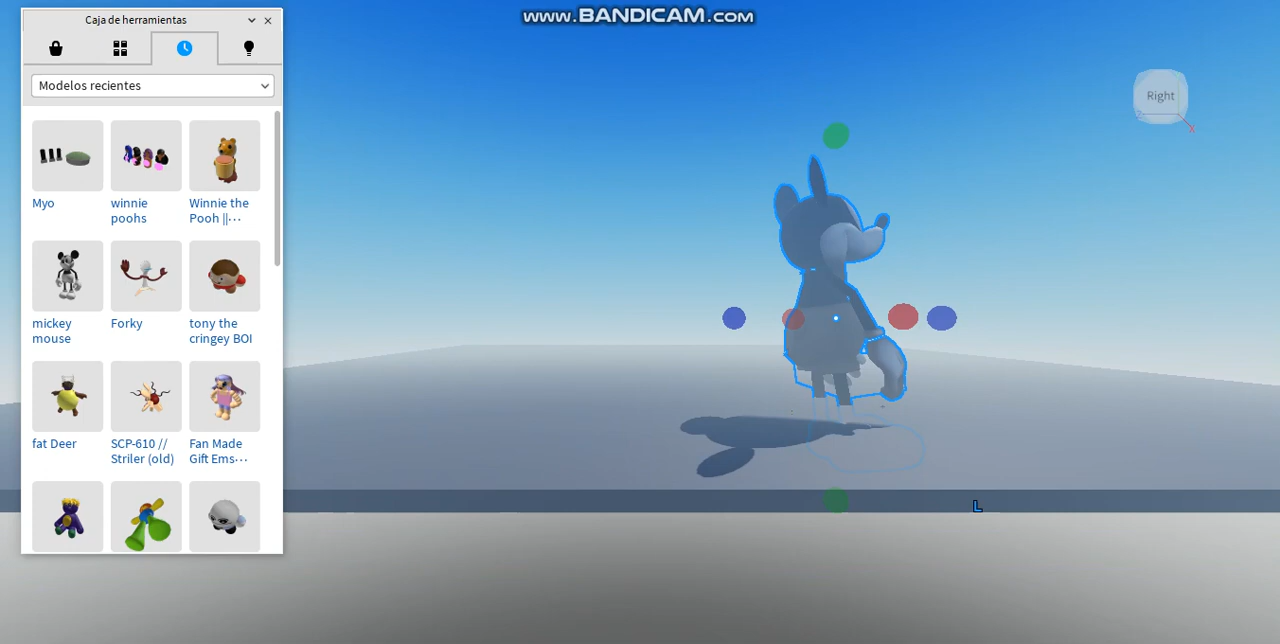 Caja de herramientas
www.BANDICAM.COM
Modelos recientes
Right
Z
X
Myo
winnie
poohs
Winnie the
Pooh ||···
mickey
mouse
Forky
tony the
cringey BOI
fat Deer
SCP-610 //
Striler (old)
Fan Made
Gift Ems···
L